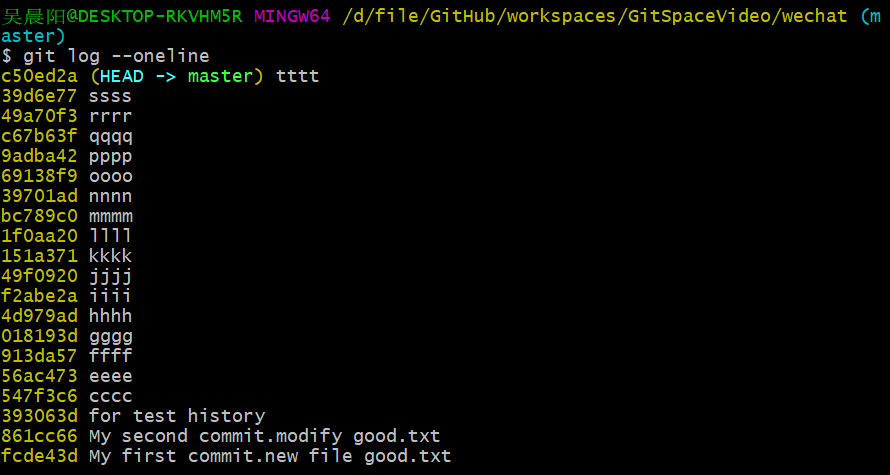 吴晨阳@DESKTOP-RKVHM5R MINGW64 /d/file/GitHub/workspaces/GitSpaceVideo/wechat (m
aster)
$ git log --oneline
c50ed2a (HEAD -> master) tttt
39d6e77 ssss
49a70f3 rrrr
c67b63f qqqq
9adba42 pppp
69138f9 oooo
39701ad nnnn
bc789c0 mmmm
1f0aa20 llll
151a371 kkkk
49f0920 jjjj
f2abe2a iiii
4d979ad hhhh
018193d gggg
913da57 ffff
56ac473 eeee
547f3c6 cccc
393063d for test history
861cc66 My second commit.modify good.txt
fcde43d My first commit.new file good.txt